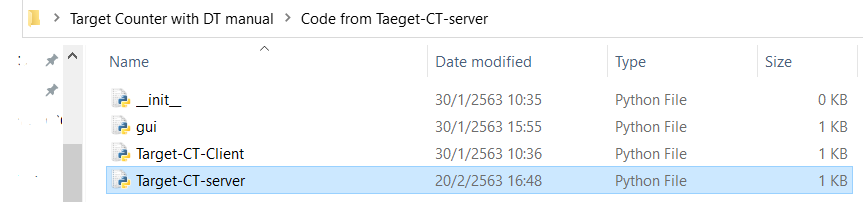 Target Counter with DT manual > Code from Taeget-CT-server
Name Date modified Type Size
__init__ 30/1/2563 10:35 Python File 0 KB
gui 30/1/2563 15:55 Python File 1 KB
Target-CT-Client 30/1/2563 10:36 Python File 1 KB
Target-CT-server 20/2/2563 16:48 Python File 1 KB